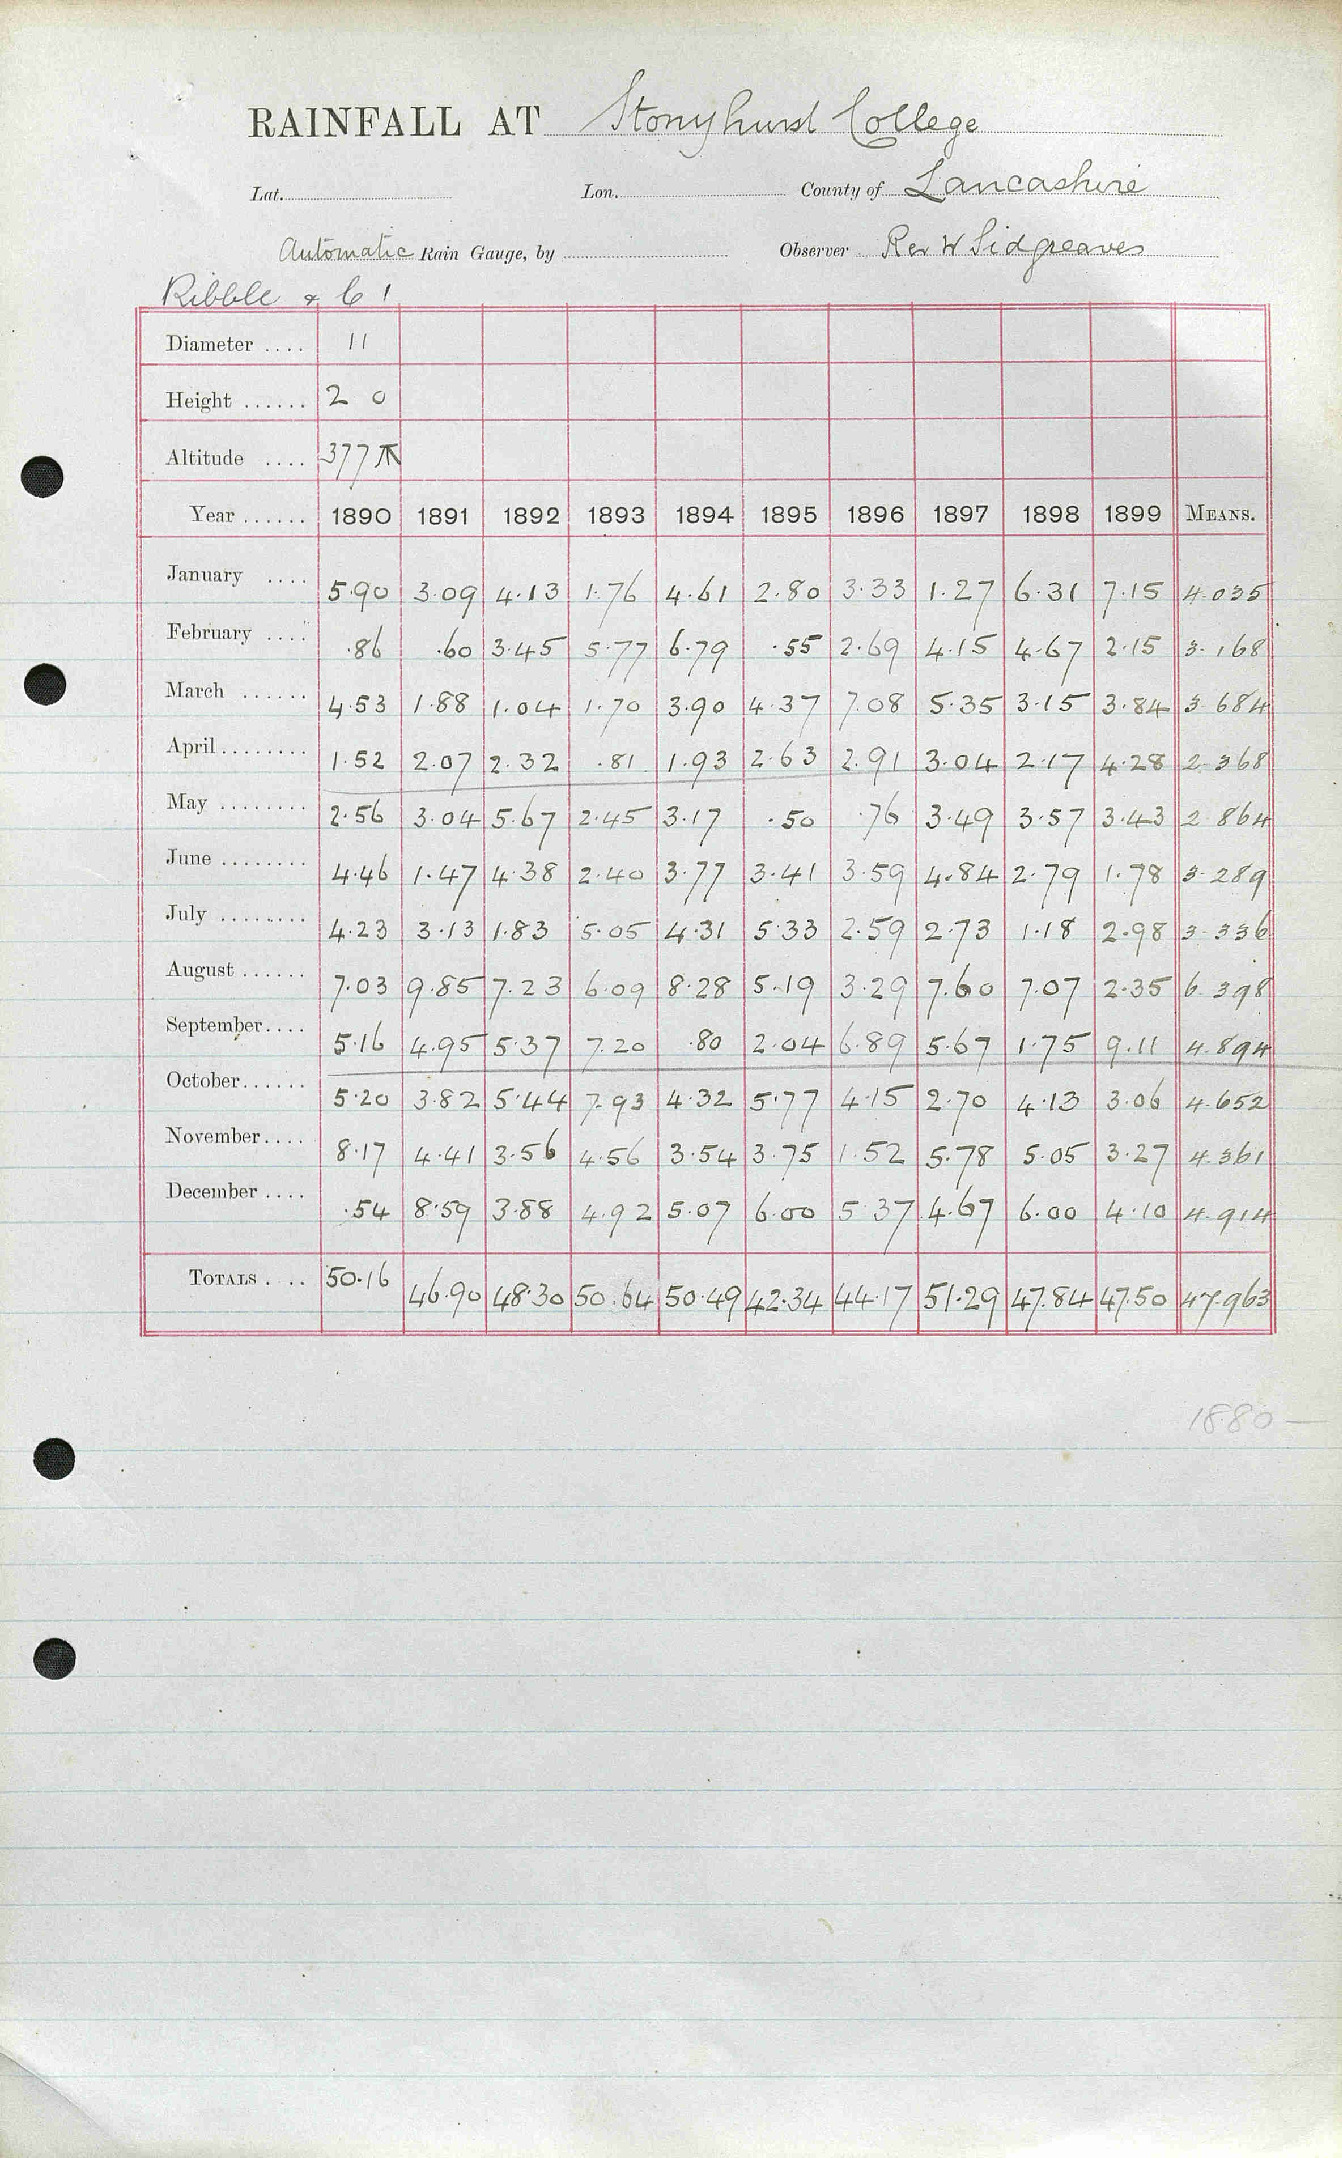 RAINFALL AT Stonyhurst College
Lat. Lon. County of Lancashire
Automatic Rain Gauge, by Observer Rev W Sidgreaves
Ribble &
Diameter .... 11
Height ...... 2 0
Altitude .... 377
Year ...... 1890 1891 1892 1893 1894 1895 1896 1897 1898 1899 MEANS.
January .... 5.90 3.09 4.13 1.76 4.61 2.80 3.33 1.27 6.31 7.15 4.035
February .... .86 .60 3.45 5.77 6.79 .55 2.69 4.15 4.67 2.15 3.168
March ...... 4.53 1.88 1.04 1.70 3.90 4.37 7.08 5.35 3.15 3.84 3.684
April ........ 1.52 2.07 2.32 .81 1.93 2.63 2.91 3.04 2.17 4.28 2.368
May ........ 2.56 3.04 5.67 2.45 3.17 .50 .76 3.49 3.57 3.43 2.864
June ........ 4.46 1.47 4.38 2.40 3.77 3.41 3.59 4.84 2.79 1.78 3.289
July ........ 4.23 3.13 1.83 5.05 4.31 5.33 2.59 2.73 1.18 2.98 3.336
August ...... 7.03 9.85 7.23 6.09 8.28 5.19 3.29 7.60 7.07 2.35 6.398
September .... 5.16 4.95 5.37 7.20 .80 2.04 6.89 5.67 1.75 9.11 4.894
October ...... 5.20 3.82 5.44 7.93 4.32 5.77 4.15 2.70 4.13 3.06 4.652
November .... 8.17 4.41 3.56 4.56 3.54 3.75 1.52 5.78 5.05 3.27 4.361
December .... .54 8.59 3.88 4.92 5.07 6.00 5.37 4.67 6.00 4.10 4.914
TOTALS .... 50.16 46.90 48.30 50.64 50.49 42.34 44.17 51.29 47.84 47.50 47.963
1880 —